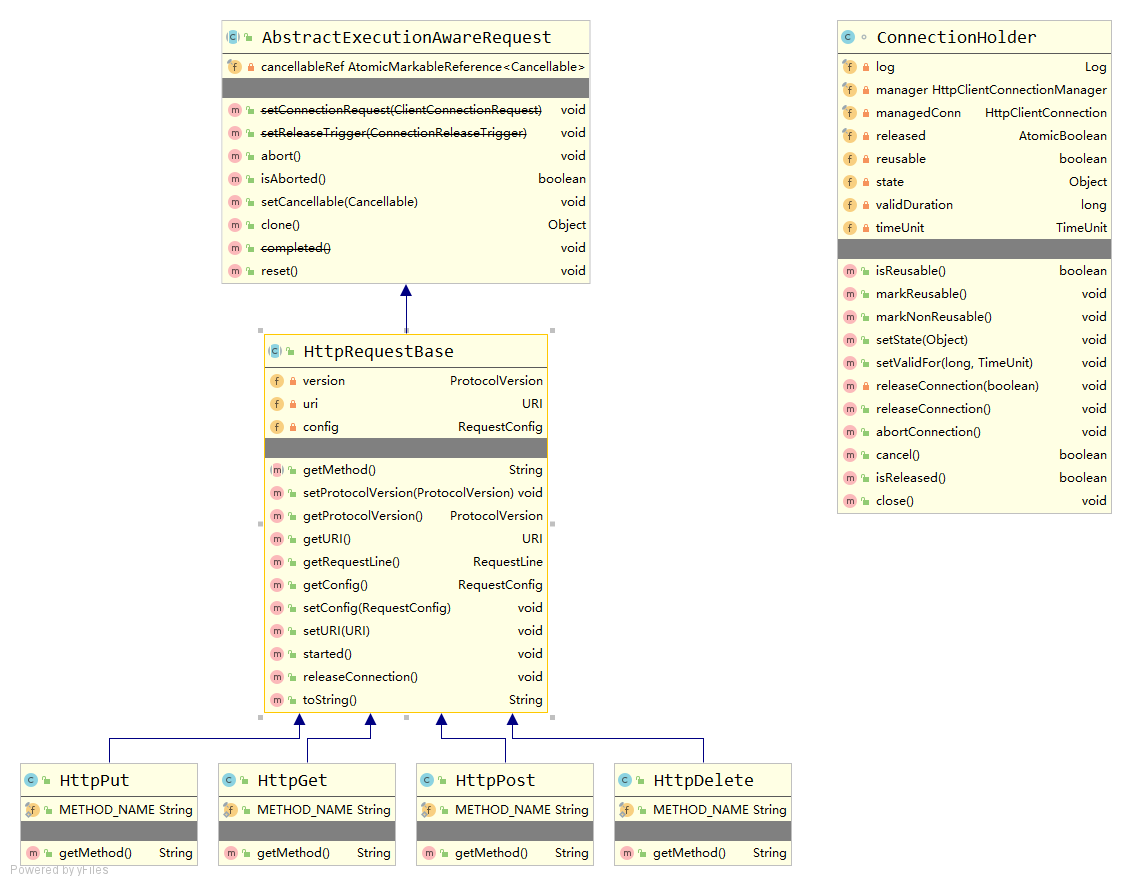 AbstractExecutionAwareRequest
cancellableRef AtomicMarkableReference<Cancellable>
setConnectionRequest(ClientConnectionRequest) void
setReleaseTrigger(ConnectionReleaseTrigger) void
abort() void
isAborted() boolean
setCancellable(Cancellable) void
clone() Object
completed() void
reset() void
ConnectionHolder
log Log
manager HttpClientConnectionManager
managedConn HttpClientConnection
released AtomicBoolean
reusable boolean
state Object
validDuration long
timeUnit TimeUnit
isReusable() boolean
markReusable() void
markNonReusable() void
setState(Object) void
setValidFor(long, TimeUnit) void
releaseConnection(boolean) void
releaseConnection() void
abortConnection() void
cancel() boolean
isReleased() boolean
close() void
HttpRequestBase
version ProtocolVersion
uri URI
config RequestConfig
getMethod() String
setProtocolVersion(ProtocolVersion) void
getProtocolVersion() ProtocolVersion
getURI() URI
getRequestLine() RequestLine
getConfig() RequestConfig
setConfig(RequestConfig) void
setURI(URI) void
started() void
releaseConnection() void
toString() String
HttpPut
METHOD_NAME String
getMethod() String
HttpGet
METHOD_NAME String
getMethod() String
HttpPost
METHOD_NAME String
getMethod() String
HttpDelete
METHOD_NAME String
getMethod() String
Powered by yFiles